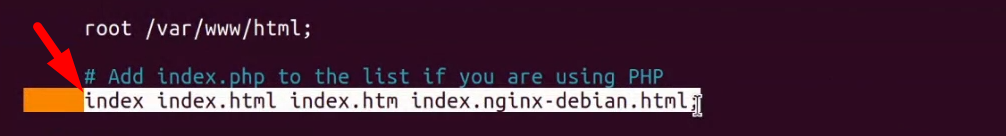 root /var/www/html;
# Add index.php to the list if you are using PHP
index index.html index.htm index.nginx-debian.html;